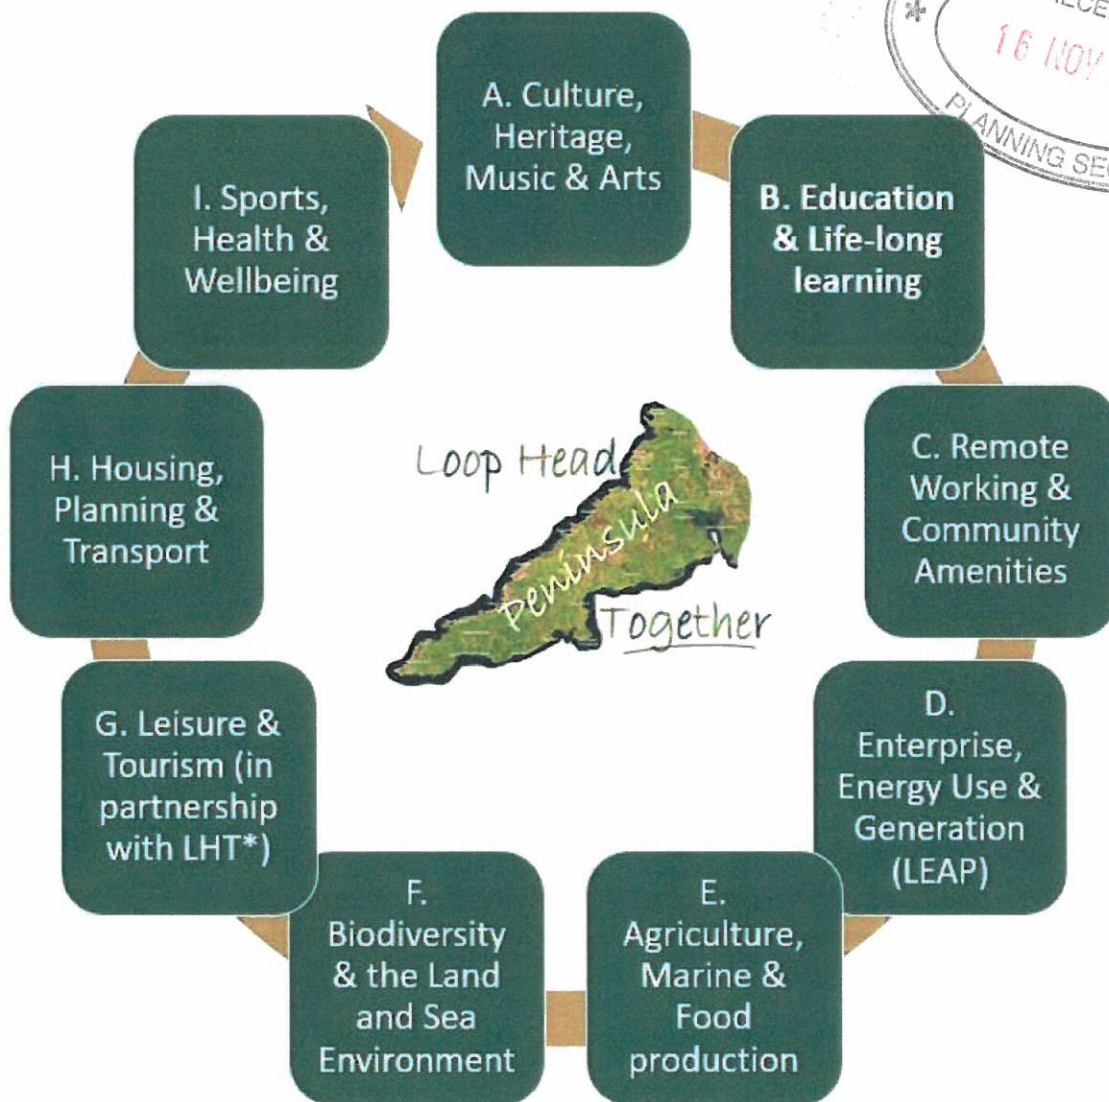 A. Culture,
Heritage,
Music & Arts
B. Education
& Life-long
learning
C. Remote
Working &
Community
Amenities
D.
Enterprise,
Energy Use &
Generation
(LEAP)
E.
Agriculture,
Marine &
Food
production
F.
Biodiversity
& the Land
and Sea
Environment
G. Leisure &
Tourism (in
partnership
with LHT*)
H. Housing,
Planning &
Transport
I. Sports,
Health &
Wellbeing
Loop Head
Peninsula
Together
16 NOV
PLANNING